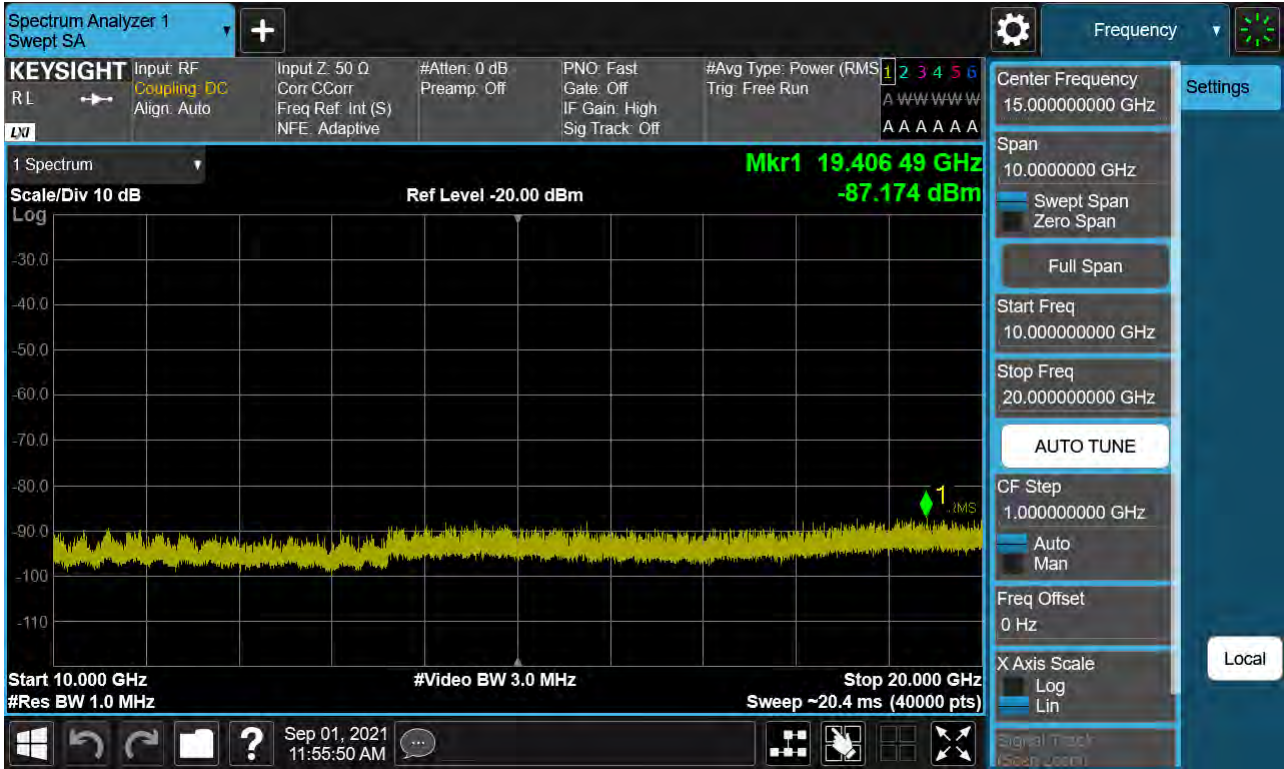 Spectrum Analyzer 1
Swept SA
Frequency
KEYSIGHT
R L
LXI
Input: RF
Coupling: DC
Align: Auto
Input Z: 50 Ω
Corr CCorr
Freq Ref: Int (S)
NFE: Adaptive
#Atten: 0 dB
Preamp: Off
PNO: Fast
Gate: Off
IF Gain: High
Sig Track: Off
#Avg Type: Power (RMS
Trig: Free Run
1 2 3 4 5 6
A W W W W W
A A A A A A
1 Spectrum
Scale/Div 10 dB
Log
Ref Level -20.00 dBm
Mkr1 19.406 49 GHz
-87.174 dBm
-30.0
-40.0
-50.0
-60.0
-70.0
-80.0
-90.0
-100
-110
1
RMS
Start 10.000 GHz
#Res BW 1.0 MHz
#Video BW 3.0 MHz
Stop 20.000 GHz
Sweep ~20.4 ms (40000 pts)
Center Frequency
15.000000000 GHz
Span
10.0000000 GHz
Swept Span
Zero Span
Full Span
Start Freq
10.000000000 GHz
Stop Freq
20.000000000 GHz
AUTO TUNE
CF Step
1.000000000 GHz
Auto
Man
Freq Offset
0 Hz
X Axis Scale
Log
Lin
Signal Track
(Span Zoom)
Settings
Local
?
Sep 01, 2021
11:55:50 AM